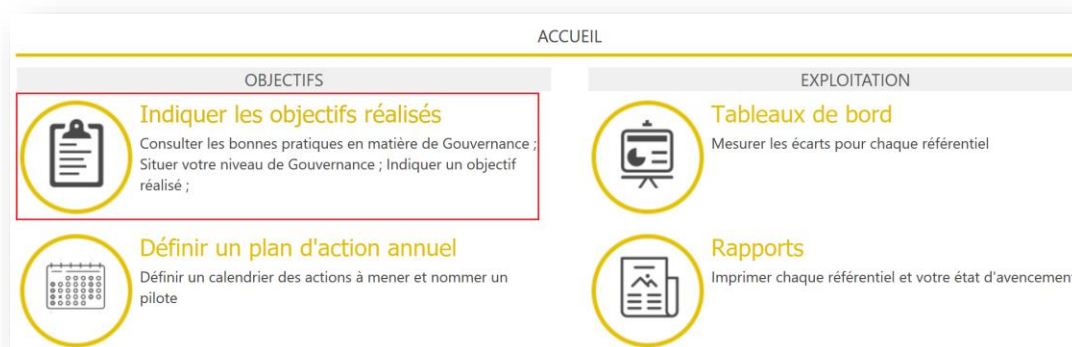 ACCUEIL
OBJECTIFS
Indiquer les objectifs réalisés
Consulter les bonnes pratiques en matière de Gouvernance ;
Situer votre niveau de Gouvernance ; Indiquer un objectif
réalisé ;
Définir un plan d'action annuel
Définir un calendrier des actions à mener et nommer un
pilote
EXPLOITATION
Tableaux de bord
Mesurer les écarts pour chaque référentiel
Rapports
Imprimer chaque référentiel et votre état d'avencement